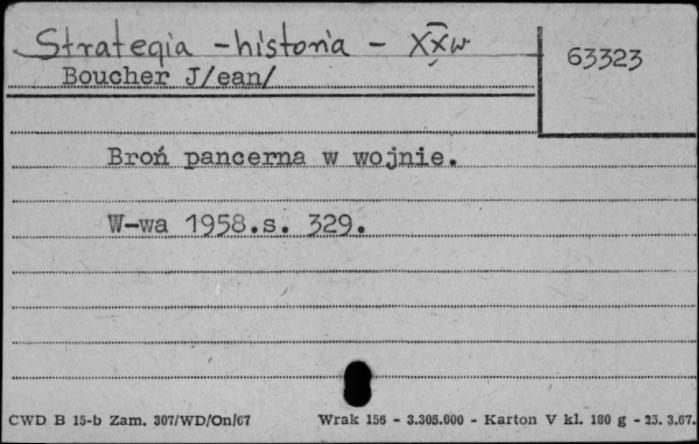 Strategia - historia - XX w
63323
Boucher J/ean/
Broń pancerna w wojnie.
W-wa 1958.s. 329.
CWD B 15-b Zam. 307/WD/On/67 Wrak 156 - 3.305.000 - Karton V kl. 180 g - 23.3.67.